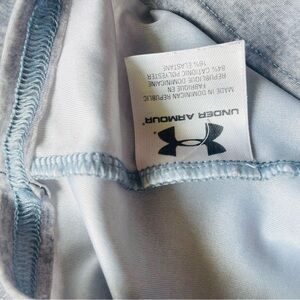 UNDER ARMOUR
MADE IN DOMINICAN REPUBLIC
FABRIQUE EN
REPUBLIQUE DOMINICAINE
84% CATIONIC POLYESTER
16% ELASTANE